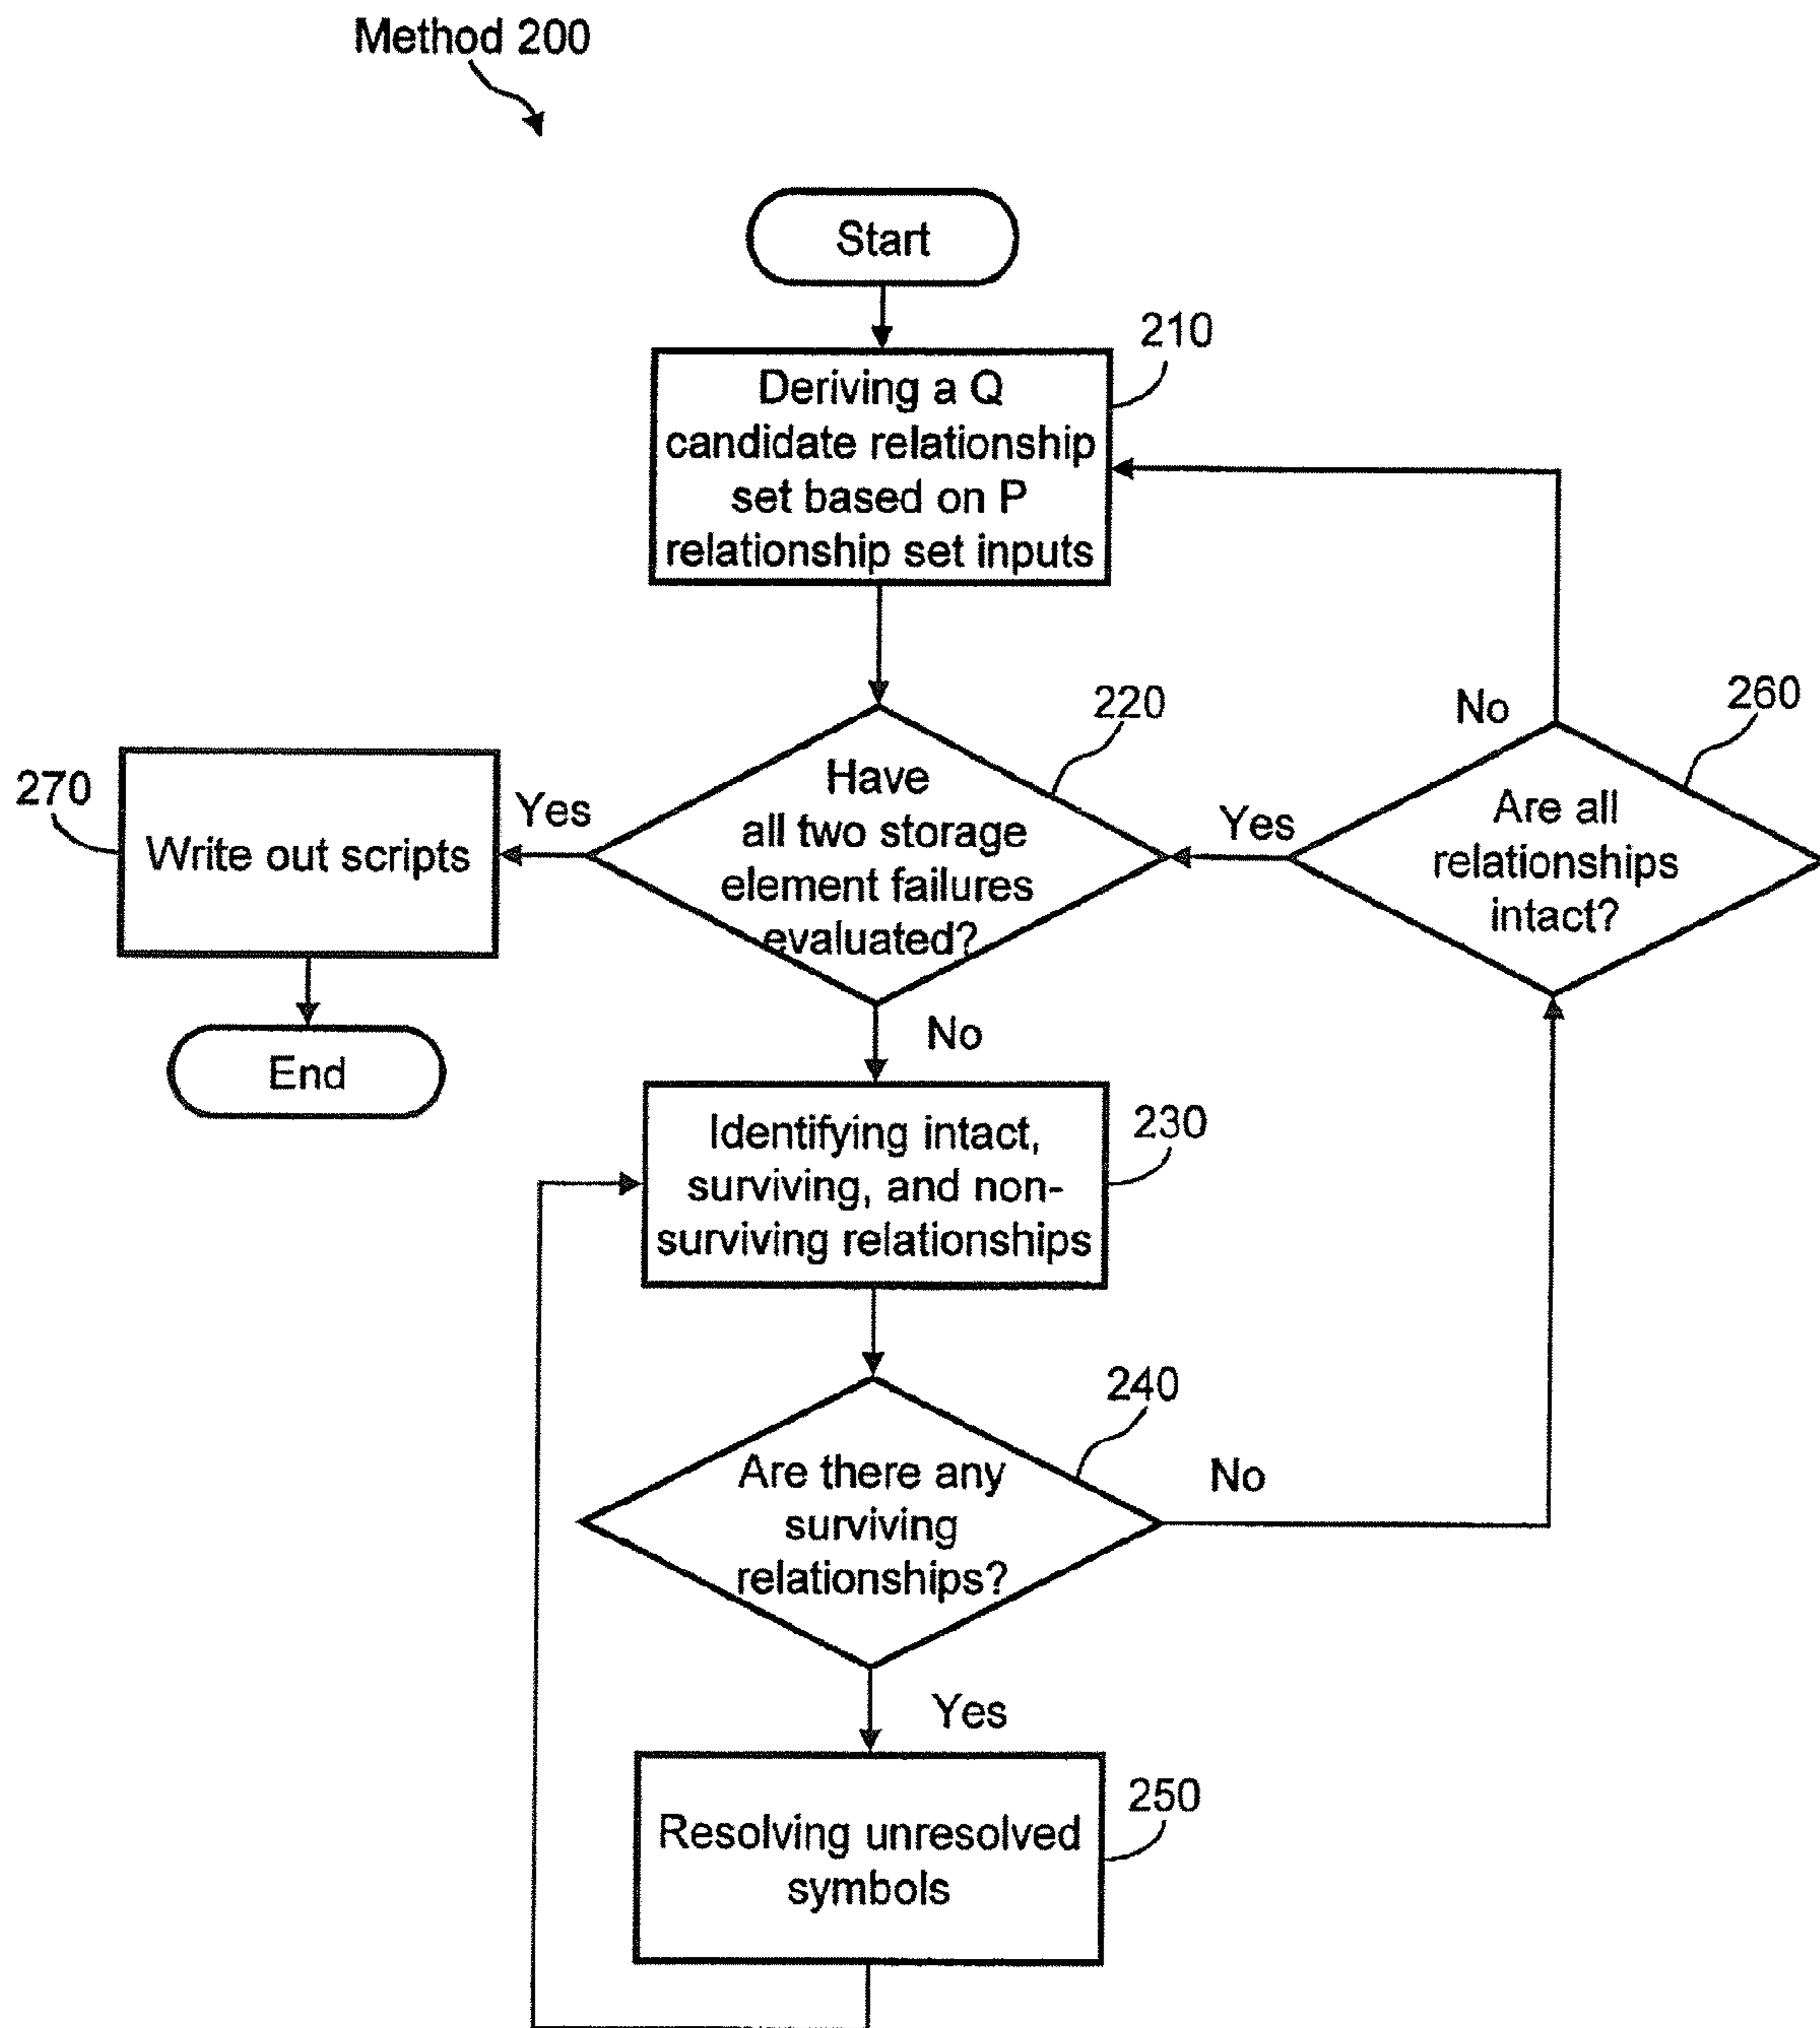 Method 200
Start
210
Deriving a Q
candidate relationship
set based on P
relationship set inputs
220
Have
all two storage
element failures
evaluated?
Yes
270
Write out scripts
End
No
260
Are all
relationships
intact?
Yes
No
230
Identifying intact,
surviving, and non-
surviving relationships
240
Are there any
surviving
relationships?
No
Yes
250
Resolving unresolved
symbols